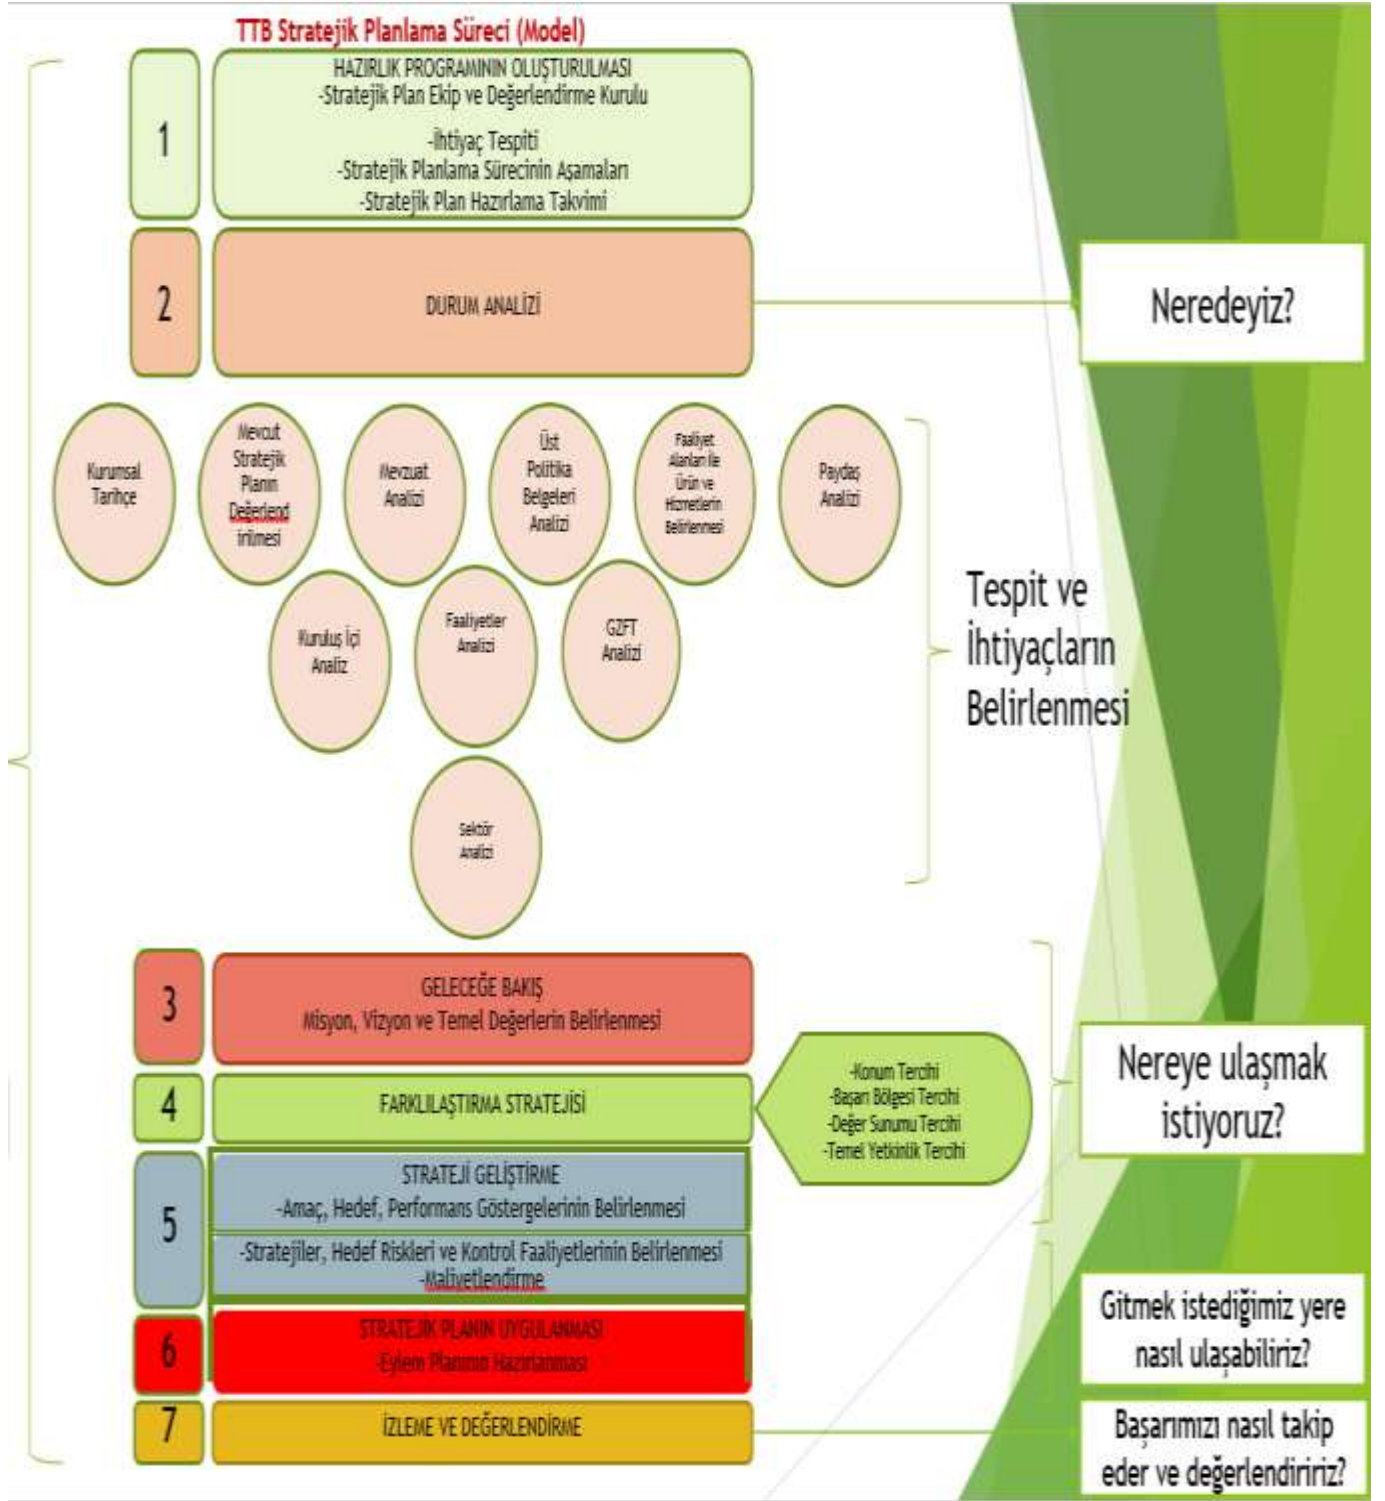 TTB Stratejik Planlama Süreci (Model)
1
HAZIRLIK PROGRAMININ OLUŞTURULMASI
-Stratejik Plan Ekip ve Değerlendirme Kurulu
-İhtiyaç Tespiti
-Stratejik Planlama Sürecinin Aşamaları
-Stratejik Plan Hazırlama Takvimi
2
DURUM ANALİZİ
Neredeyiz?
Kurumsal
Tarihçe
Mevcut
Stratejik
Planın
Değerlend
irilmesi
Mevzuat
Analizi
Üst
Politika
Belgeleri
Analizi
Faaliyet
Alanları İle
Ürün ve
Hizmetlerin
Belirlenmesi
Paydaş
Analizi
Kuruluş İçi
Analiz
Faaliyetler
Analizi
GZFT
Analizi
Sektör
Analizi
Tespit ve
İhtiyaçların
Belirlenmesi
3
GELECEĞE BAKIŞ
Misyon, Vizyon ve Temel Değerlerin Belirlenmesi
4
FARKLILAŞTIRMA STRATEJİSİ
-Konum Tercihi
-Başarı Bölgesi Tercihi
-Değer Sunumu Tercihi
-Temel Yetkinlik Tercihi
Nereye ulaşmak
istiyoruz?
5
STRATEJİ GELİŞTİRME
-Amaç, Hedef, Performans Göstergelerinin Belirlenmesi
-Stratejiler, Hedef Riskleri ve Kontrol Faaliyetlerinin Belirlenmesi
-Maliyetlendirme
6
STRATEJİK PLANIN UYGULANMASI
-Eylem Planının Hazırlanması
Gitmek istediğimiz yere
nasıl ulaşabiliriz?
7
İZLEME VE DEĞERLENDİRME
Başarımızı nasıl takip
eder ve değerlendiririz?